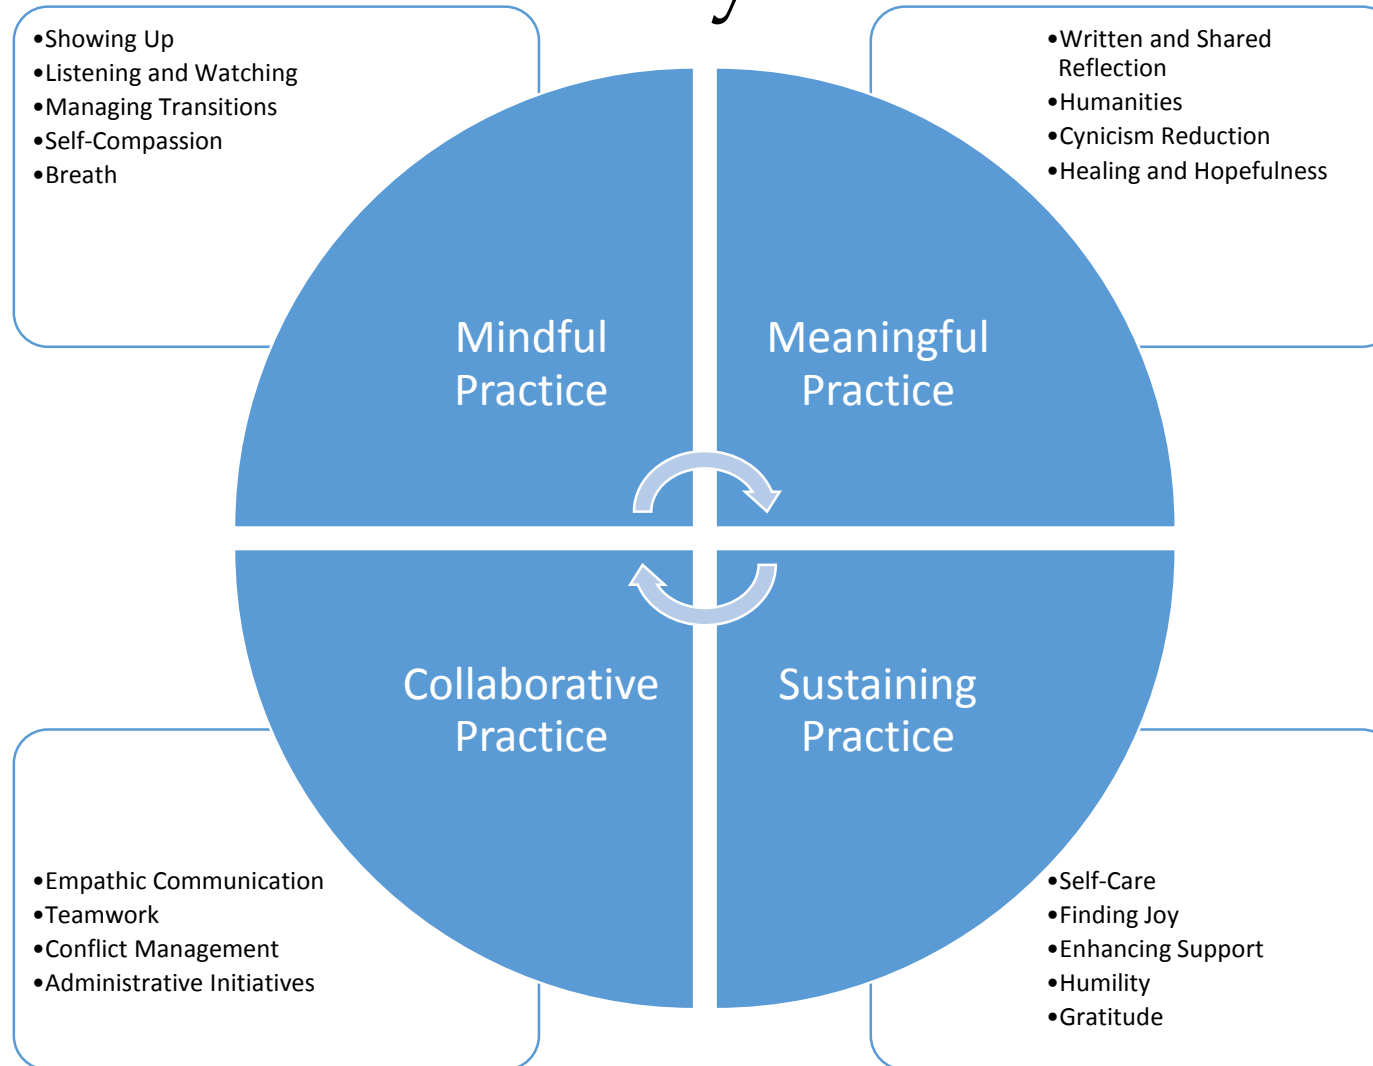 •Showing Up
•Listening and Watching
•Managing Transitions
•Self-Compassion
•Breath
•Written and Shared
Reflection
•Humanities
•Cynicism Reduction
•Healing and Hopefulness
Mindful
Practice
Meaningful
Practice
Collaborative
Practice
Sustaining
Practice
•Empathic Communication
•Teamwork
•Conflict Management
•Administrative Initiatives
•Self-Care
•Finding Joy
•Enhancing Support
•Humility
•Gratitude